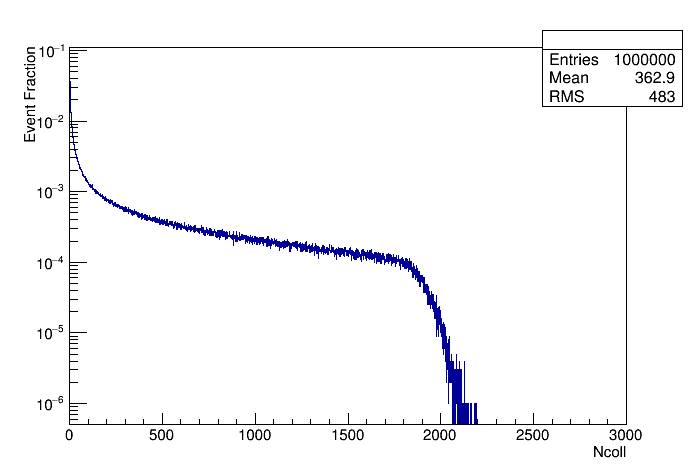 Entries 1000000
Mean 362.9
RMS 483
Event Fraction
10⁻¹
10⁻²
10⁻³
10⁻⁴
10⁻⁵
10⁻⁶
0 500 1000 1500 2000 2500 3000
Ncoll